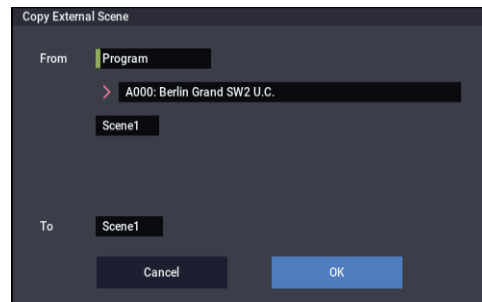 Copy External Scene
From Program
A000: Berlin Grand SW2 U.C.
Scene1
To Scene1
Cancel OK